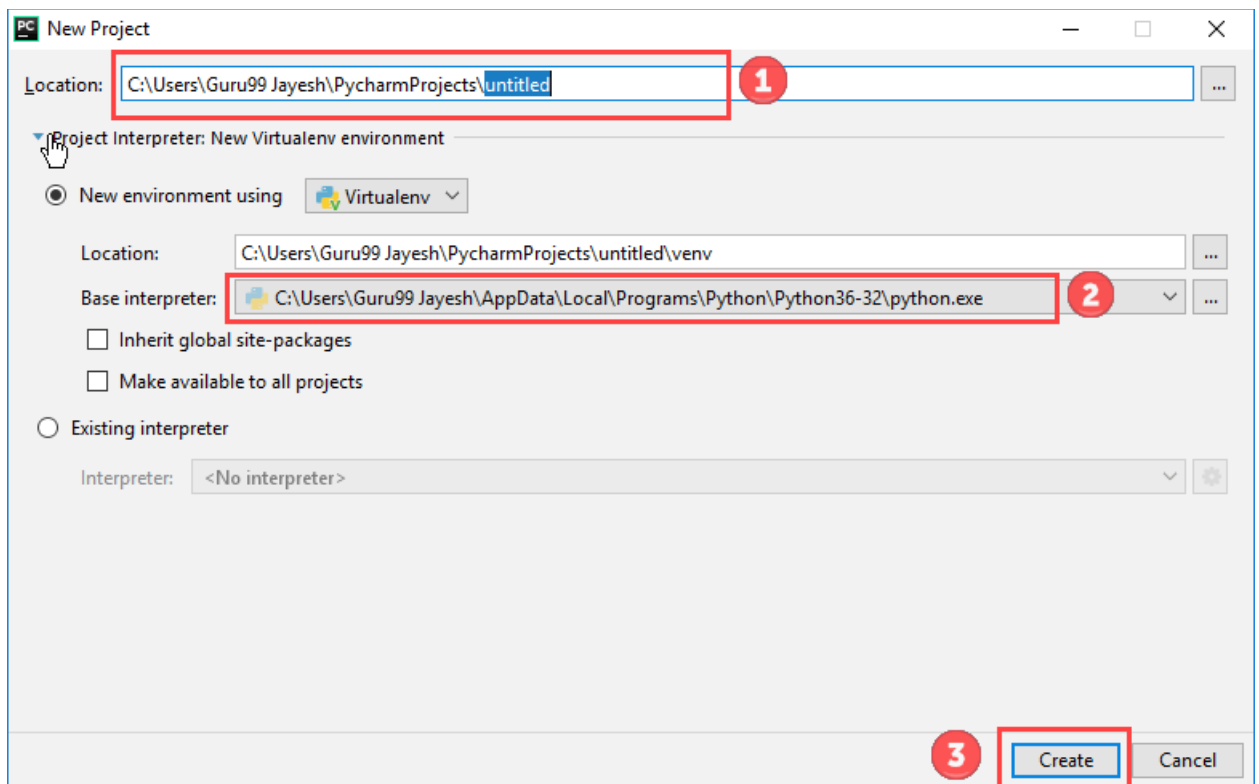 PC New Project
Location: C:\Users\Guru99 Jayesh\PycharmProjects\untitled 1 ...
Project Interpreter: New Virtualenv environment
New environment using Virtualenv
Location: C:\Users\Guru99 Jayesh\PycharmProjects\untitled\venv ...
Base interpreter: C:\Users\Guru99 Jayesh\AppData\Local\Programs\Python\Python36-32\python.exe 2 ...
Inherit global site-packages
Make available to all projects
Existing interpreter
Interpreter: <No interpreter>
3 Create Cancel